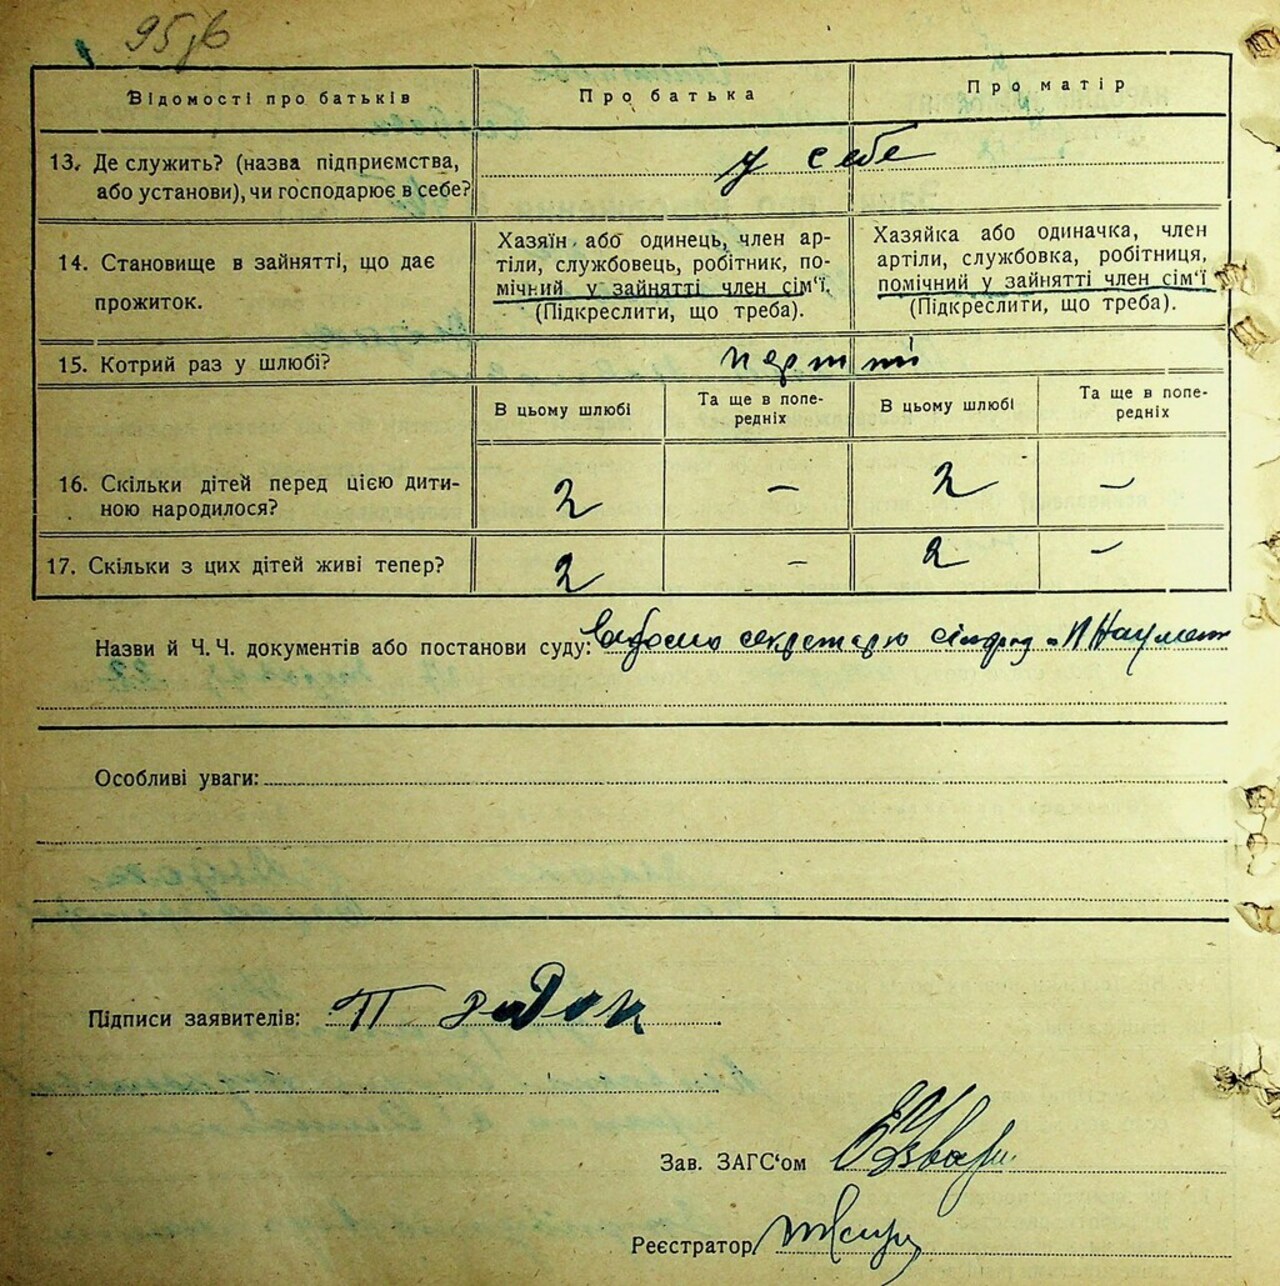 95
Відомості про батьків
Про батька
Про матір
13. Де служить? (назва підприємства,
або установи), чи господарює в себе?
у себе
14. Становище в зайнятті, що дає
прожиток.
Хазяїн або одинець, член ар-
тіли, службовець, робітник, по-
мічний у зайнятті член сім'ї.
(Підкреслити, що треба).
Хазяйка або одиначка, член
артіли, службовка, робітниця,
помічний у зайнятті член сім'ї
(Підкреслити, що треба).
15. Котрий раз у шлюбі?
перший
В цьому шлюбі
Та ще в попе-
редніх
В цьому шлюбі
Та ще в попе-
редніх
16. Скільки дітей перед цією дити-
ною народилося?
2 – 2 –
17. Скільки з цих дітей живі тепер?
2 – 2 –
Назви й Ч. Ч. документів або постанови суду: секретарю
Особливі уваги:
Підписи заявителів: П
Зав. ЗАГС'ом
Реєстратор